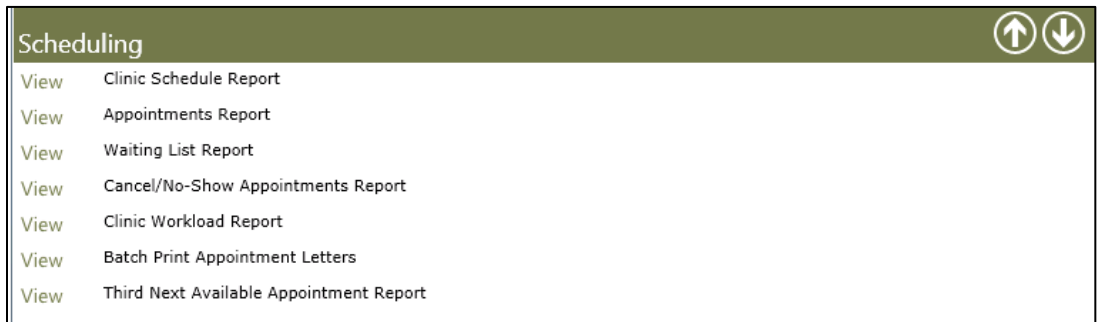 Scheduling
View Clinic Schedule Report
View Appointments Report
View Waiting List Report
View Cancel/No-Show Appointments Report
View Clinic Workload Report
View Batch Print Appointment Letters
View Third Next Available Appointment Report